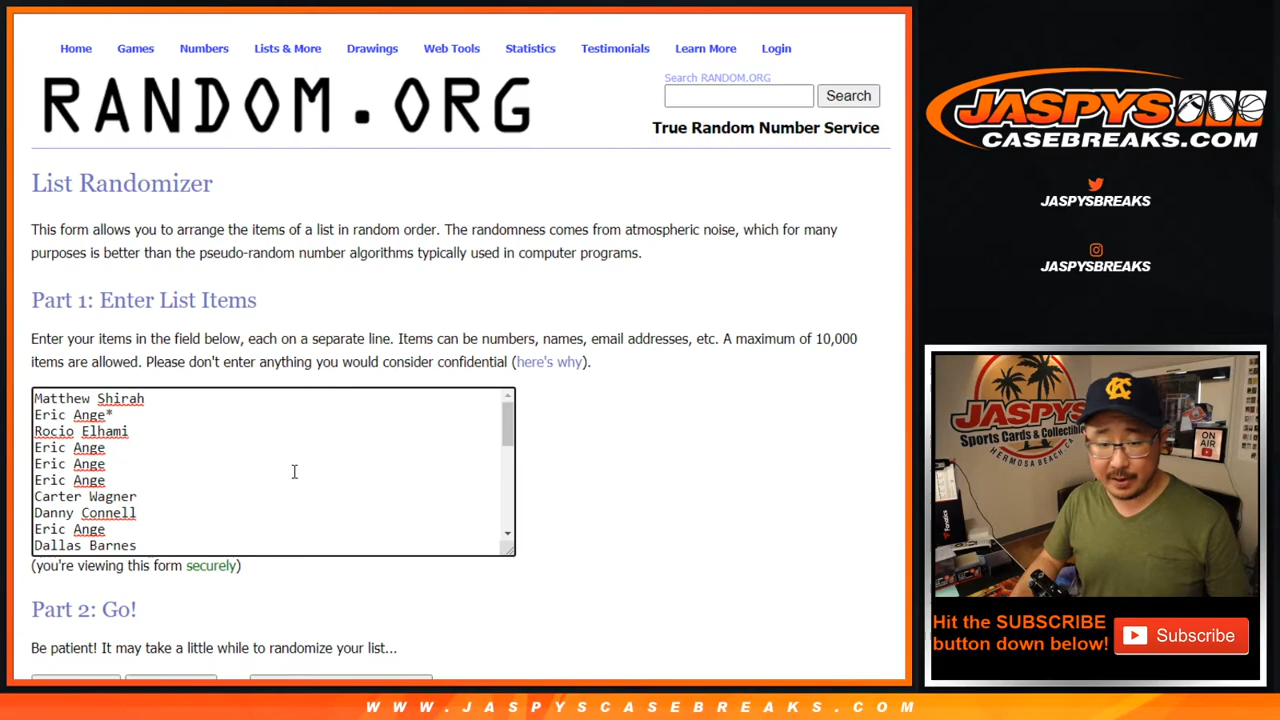 Home Games Numbers Lists & More Drawings Web Tools Statistics Testimonials Learn More Login
RANDOM.ORG
Search RANDOM.ORG
Search
True Random Number Service
List Randomizer
This form allows you to arrange the items of a list in random order. The randomness comes from atmospheric noise, which for many
purposes is better than the pseudo-random number algorithms typically used in computer programs.
Part 1: Enter List Items
Enter your items in the field below, each on a separate line. Items can be numbers, names, email addresses, etc. A maximum of 10,000
items are allowed. Please don't enter anything you would consider confidential (here's why).
Matthew Shirah
Eric Ange*
Rocio Elhami
Eric Ange
Eric Ange
Eric Ange
Carter Wagner
Danny Connell
Eric Ange
Dallas Barnes
(you're viewing this form securely)
Part 2: Go!
Be patient! It may take a little while to randomize your list...
JASPYS
CASEBREAKS.COM
JASPYSBREAKS
JASPYSBREAKS
JASPYS
Sports Cards & Collectibles
HERMOSA BEACH, CA
ON AIR
Fanatics
Hit the SUBSCRIBE
button down below!
Subscribe
WWW.JASPYSCASEBREAKS.COM